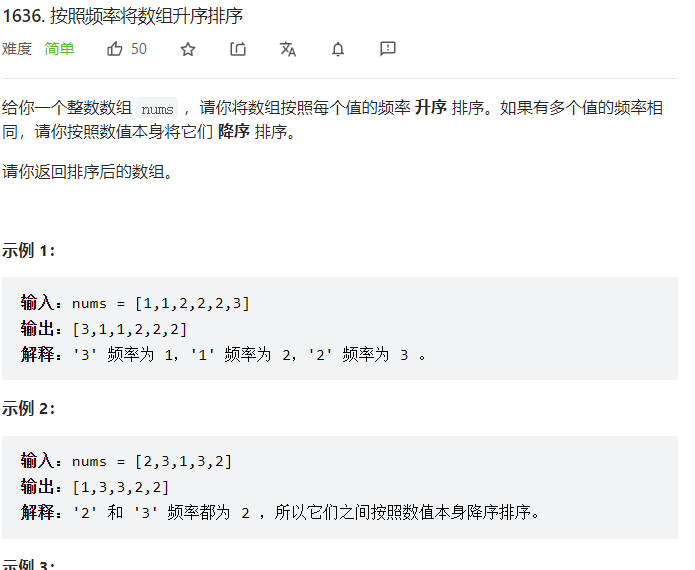 1636. 按照频率将数组升序排序
难度 简单 50
给你一个整数数组 nums ，请你将数组按照每个值的频率 升序 排序。如果有多个值的频率相
同，请你按照数值本身将它们 降序 排序。
请你返回排序后的数组。
示例 1：
输入：nums = [1,1,2,2,2,3]
输出：[3,1,1,2,2,2]
解释：'3' 频率为 1，'1' 频率为 2，'2' 频率为 3 。
示例 2：
输入：nums = [2,3,1,3,2]
输出：[1,3,3,2,2]
解释：'2' 和 '3' 频率都为 2 ，所以它们之间按照数值本身降序排序。
示例 3：